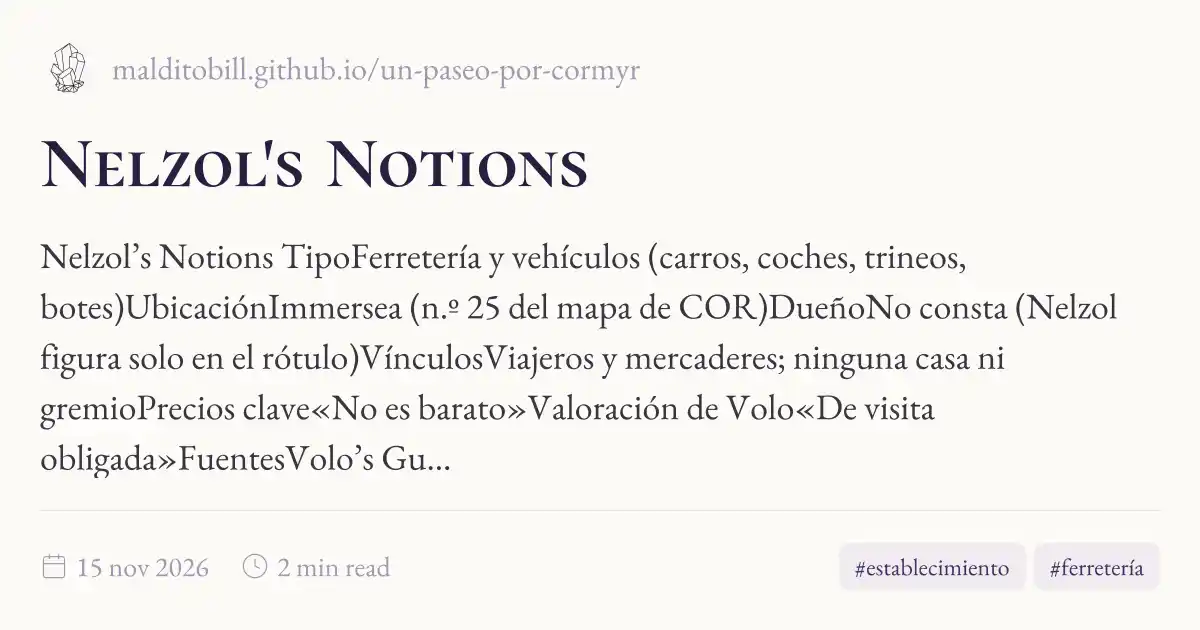 malditobill.github.io/un-paseo-por-cormyr
Nelzol's Notions
Nelzol’s Notions TipoFerretería y vehículos (carros, coches, trineos,
botes)UbicaciónImmersea (n.º 25 del mapa de COR)DueñoNo consta (Nelzol
figura solo en el rótulo)VínculosViajeros y mercaderes; ninguna casa ni
gremioPrecios clave«No es barato»Valoración de Volo«De visita
obligada»FuentesVolo’s Gu...
15 nov 2026 2 min read #establecimiento #ferretería